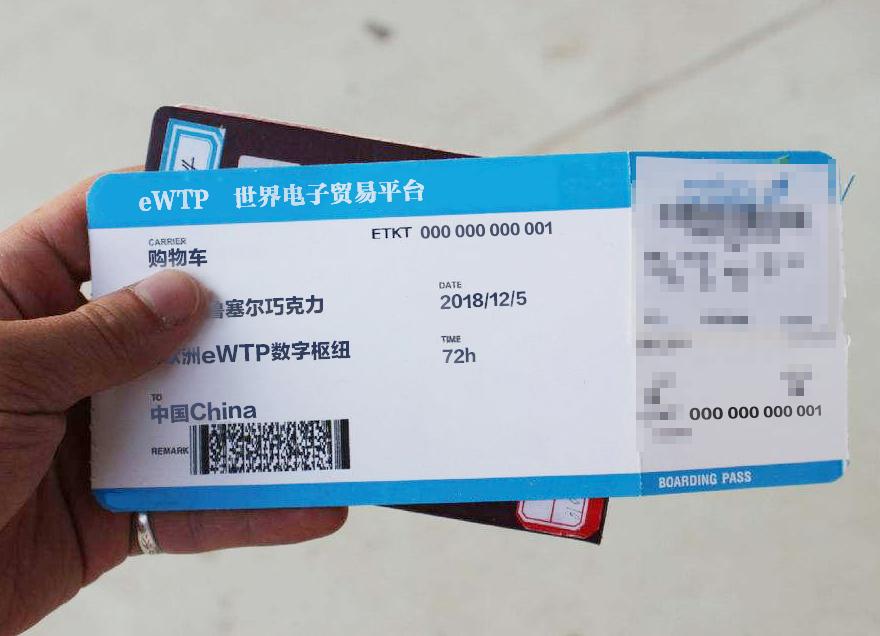 eWTP 世界电子贸易平台
ETKT 000 000 000 001
CARRIER
购物车
鲁塞尔巧克力
DATE
2018/12/5
欧洲eWTP数字枢纽
TIME
72h
TO
中国China
REMARK
000 000 000 001
BOARDING PASS